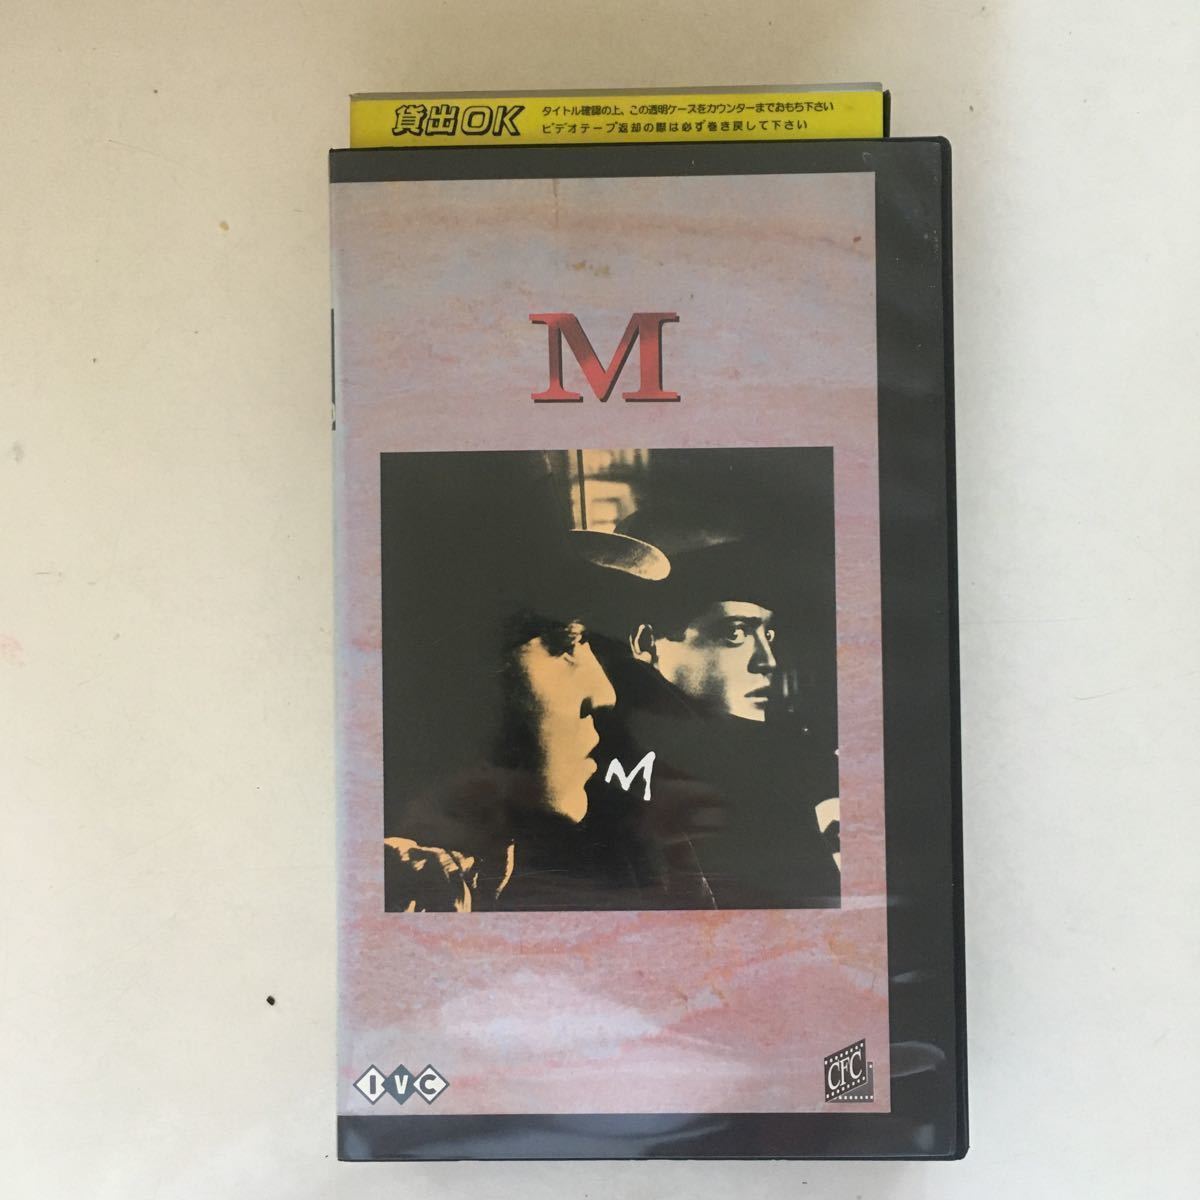 貸出OK
タイトル確認の上、この透明ケースをカウンターまでおもち下さい
ビデオテープ返却の際は必ず巻き戻して下さい
M
M
IVC
CFC